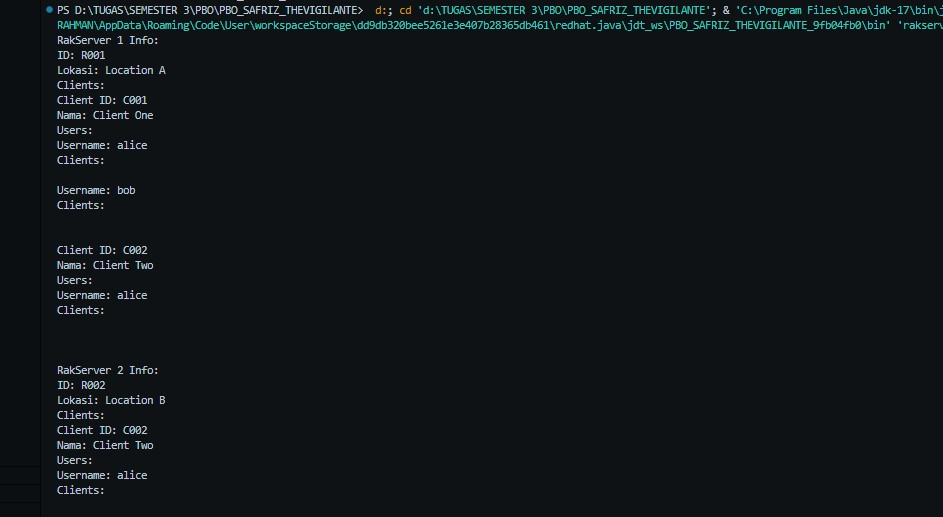 PS D:\TUGAS\SEMESTER 3\PBO\PBO_SAFRIZ_THEVIGILANTE>  d:; cd 'd:\TUGAS\SEMESTER 3\PBO\PBO_SAFRIZ_THEVIGILANTE'; & 'C:\Program Files\Java\jdk-17\bin\j
RAHMAN\AppData\Roaming\Code\User\workspaceStorage\dd9db320bee5261e3e407b28365db461\redhat.java\jdt_ws\PBO_SAFRIZ_THEVIGILANTE_9fb04fb0\bin' 'rakserv
RakServer 1 Info:
ID: R001
Lokasi: Location A
Clients:
Client ID: C001
Nama: Client One
Users:
Username: alice
Clients:
Username: bob
Clients:
Client ID: C002
Nama: Client Two
Users:
Username: alice
Clients:
RakServer 2 Info:
ID: R002
Lokasi: Location B
Clients:
Client ID: C002
Nama: Client Two
Users:
Username: alice
Clients: